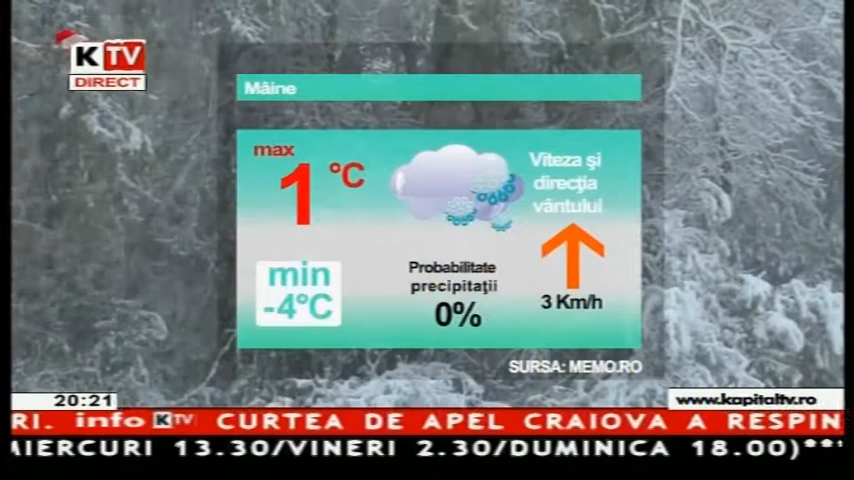 KTV
DIRECT
Mâine
max
1 °C
Viteza şi
direcţia
vântului
min
-4°C
Probabilitate
precipitaţii
0%
3 Km/h
SURSA: MEMO.RO
20:21
www.kapitaltv.ro
RI. info KTV CURTEA DE APEL CRAIOVA A RESPIN
MIERCURI 13.30/VINERI 2.30/DUMINICA 18.00)**